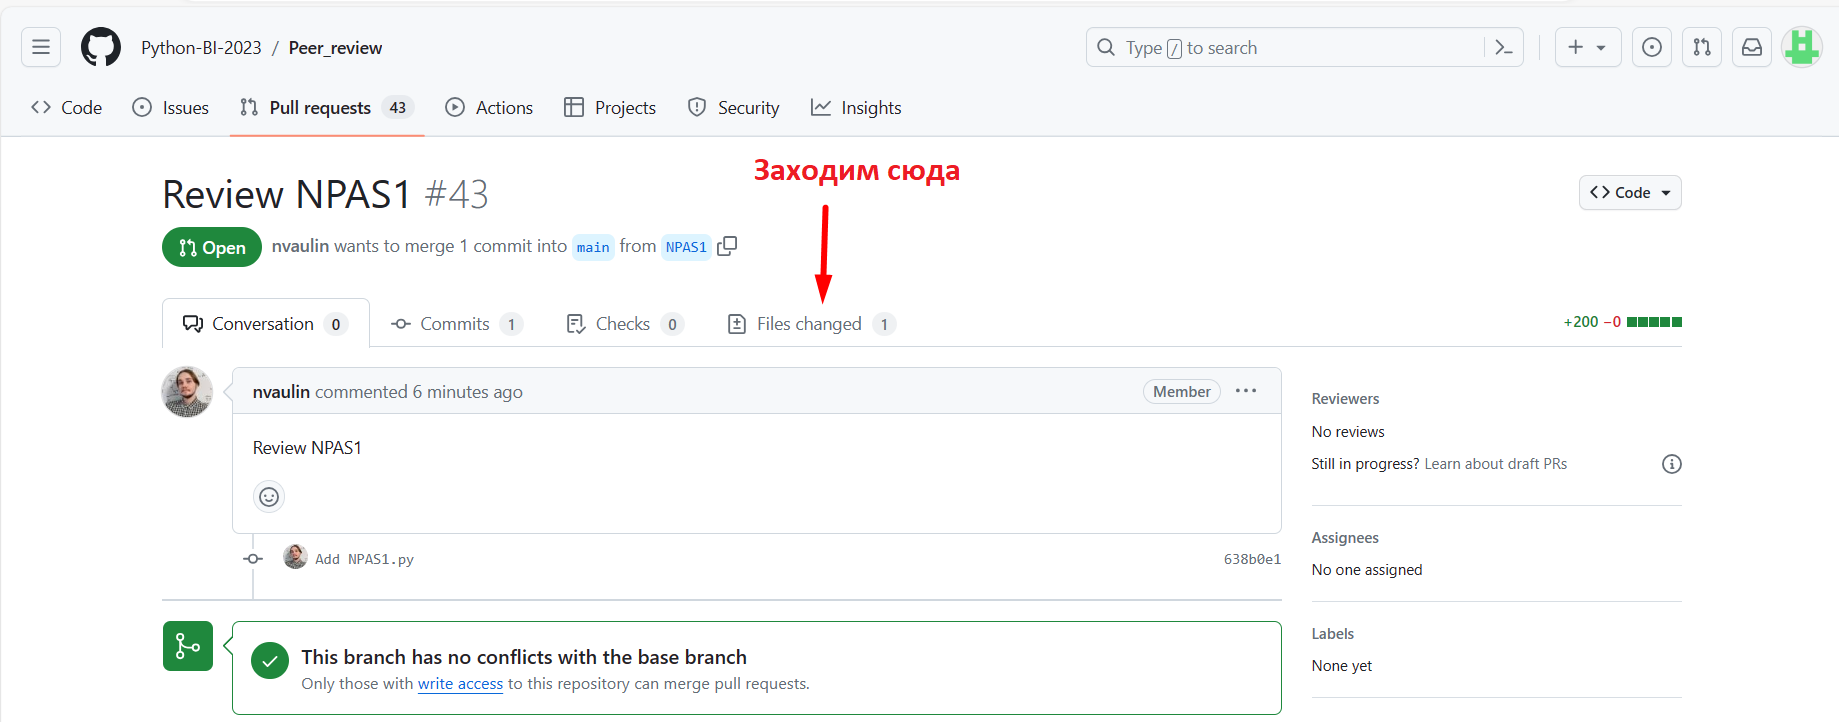 Python-BI-2023 / Peer_review
Type / to search
Code
Issues
Pull requests 43
Actions
Projects
Security
Insights
Заходим сюда
Review NPAS1 #43
Code
Open
nvaulin wants to merge 1 commit into main from NPAS1
Conversation 0
Commits 1
Checks 0
Files changed 1
+200 −0
nvaulin commented 6 minutes ago
Member
Review NPAS1
Add NPAS1.py
638b0e1
This branch has no conflicts with the base branch
Only those with write access to this repository can merge pull requests.
Reviewers
No reviews
Still in progress? Learn about draft PRs
Assignees
No one assigned
Labels
None yet